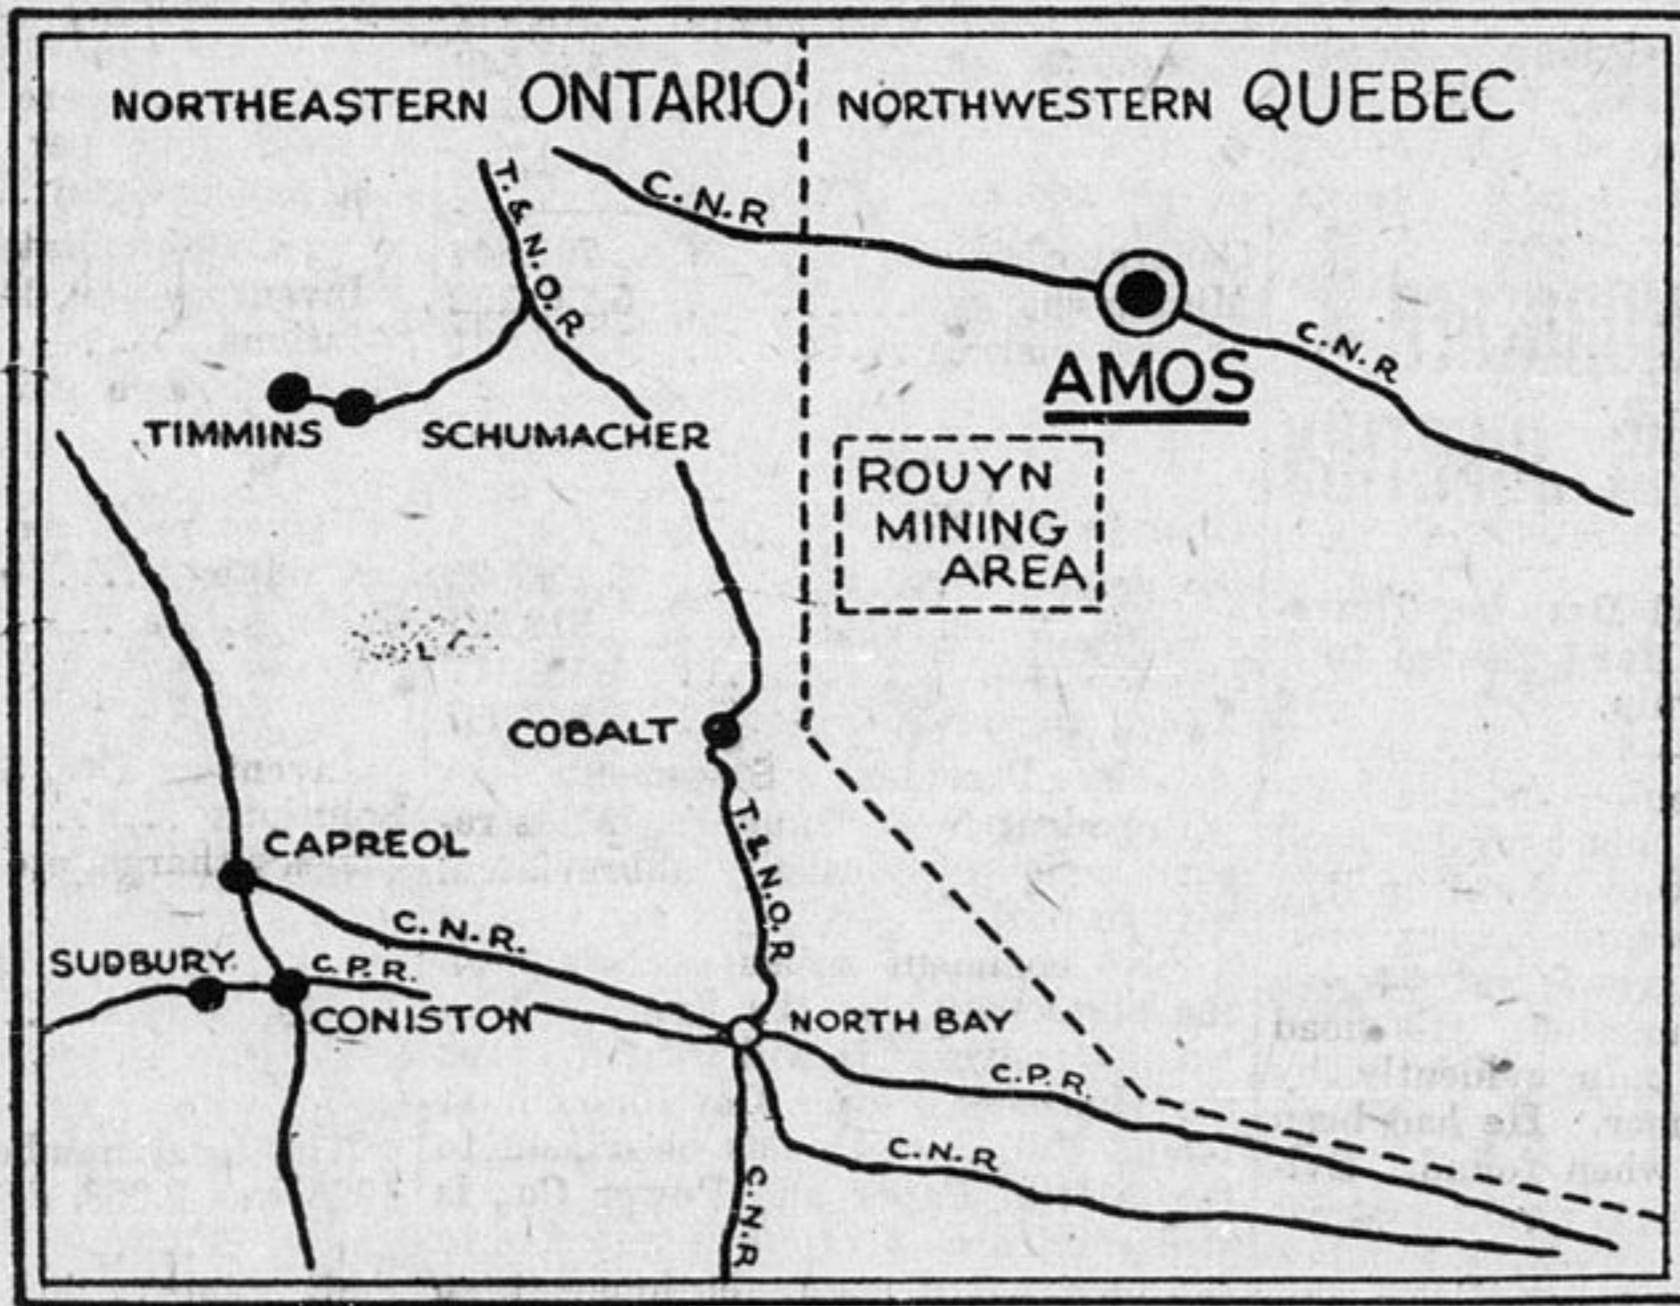 NORTHEASTERN ONTARIO
NORTHWESTERN QUEBEC
T. & N.O.R
C.N.R
C.N.R
AMOS
TIMMINS
SCHUMACHER
ROUYN
MINING
AREA
COBALT
T. & N.O.R
CAPREOL
C.N.R.
SUDBURY
C.P.R.
CONISTON
NORTH BAY
C.P.R.
C.N.R
C.N.R